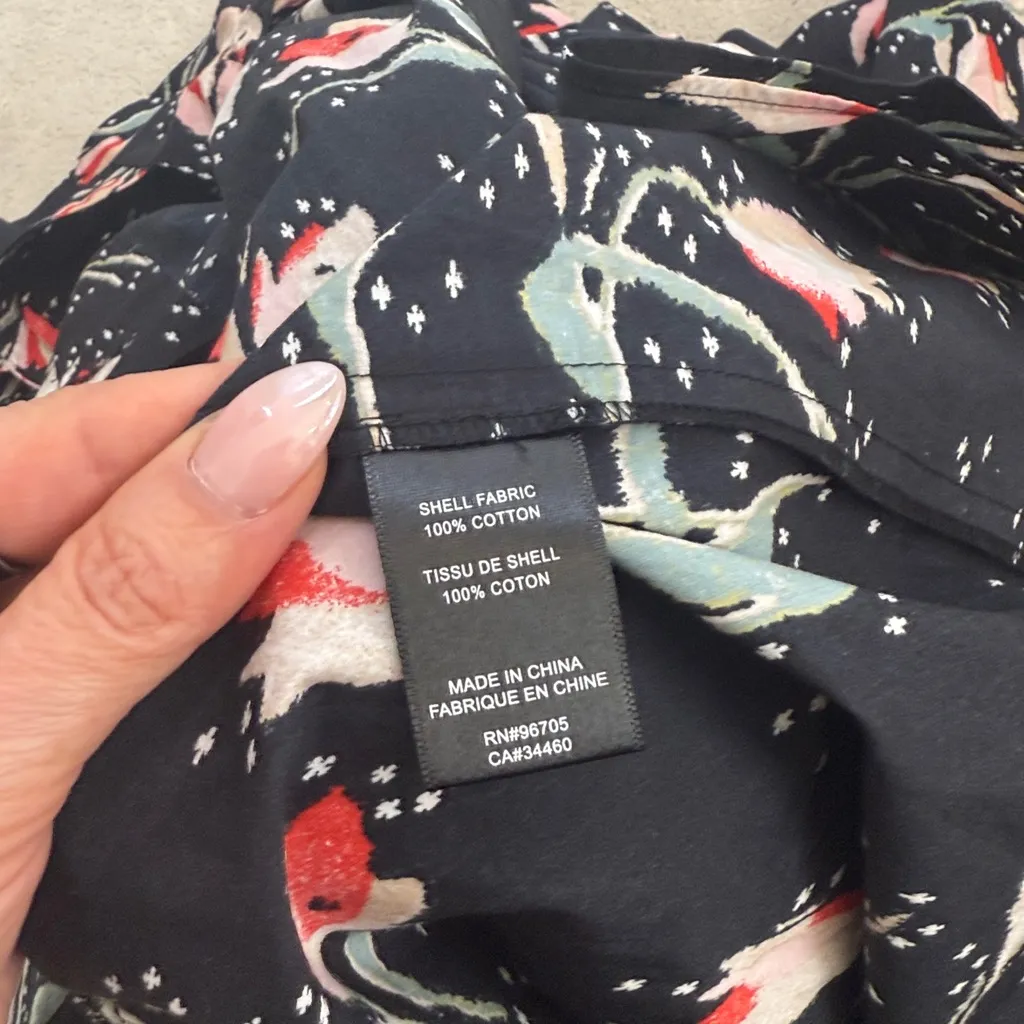 SHELL FABRIC
100% COTTON
TISSU DE SHELL
100% COTON
MADE IN CHINA
FABRIQUE EN CHINE
RN#96705
CA#34460